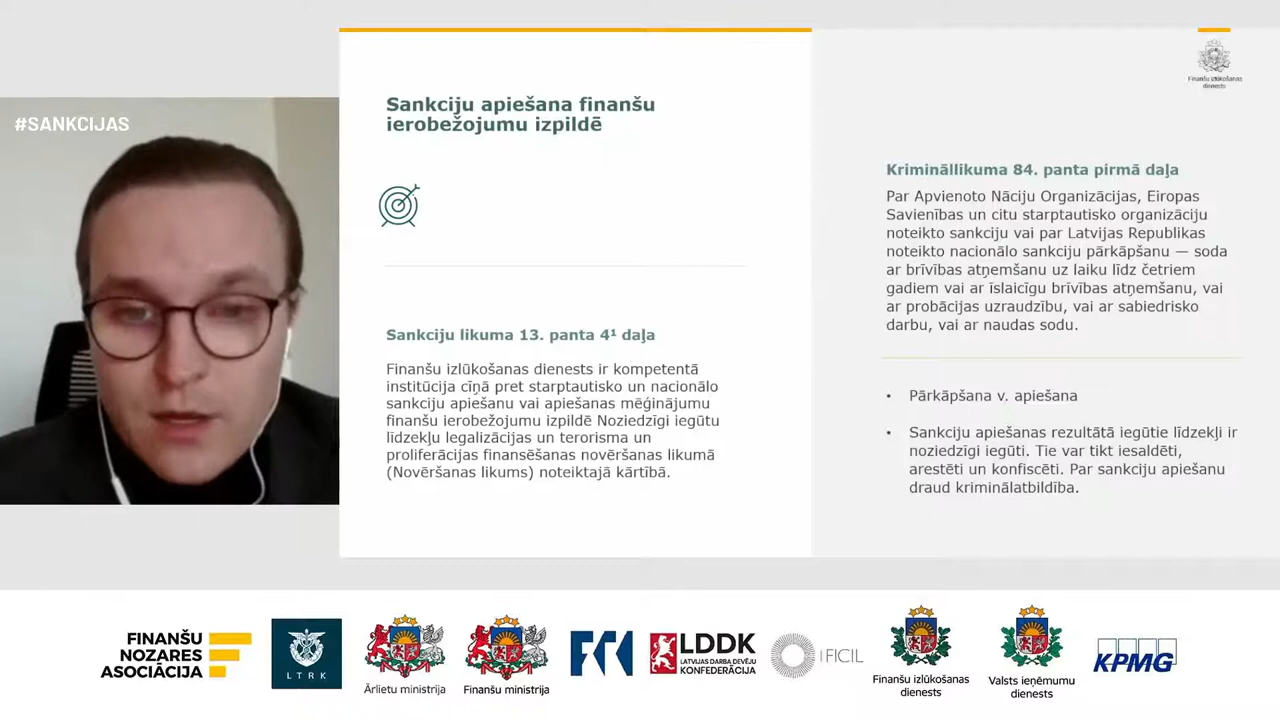 #SANKCIJAS
Sankciju apiešana finanšu
ierobežojumu izpildē
Sankciju likuma 13. panta 4¹ daļa
Finanšu izlūkošanas dienests ir kompetentā
institūcija cīņā pret starptautisko un nacionālo
sankciju apiešanu vai apiešanas mēģinājumu
finanšu ierobežojumu izpildē Noziedzīgi iegūtu
līdzekļu legalizācijas un terorisma un
proliferācijas finansēšanas novēršanas likumā
(Novēršanas likums) noteiktajā kārtībā.
Finanšu izlūkošanas
dienests
Krimināllikuma 84. panta pirmā daļa
Par Apvienoto Nāciju Organizācijas, Eiropas
Savienības un citu starptautisko organizāciju
noteikto sankciju vai par Latvijas Republikas
noteikto nacionālo sankciju pārkāpšanu — soda
ar brīvības atņemšanu uz laiku līdz četriem
gadiem vai ar īslaicīgu brīvības atņemšanu, vai
ar probācijas uzraudzību, vai ar sabiedrisko
darbu, vai ar naudas sodu.
• Pārkāpšana v. apiešana
• Sankciju apiešanas rezultātā iegūtie līdzekļi ir
noziedzīgi iegūti. Tie var tikt iesaldēti,
arestēti un konfiscēti. Par sankciju apiešanu
draud kriminālatbildība.
FINANŠU
NOZARES
ASOCIĀCIJA
LTRK
Ārlietu ministrija
Finanšu ministrija
LDDK
LATVIJAS DARBA DEVĒJU
KONFEDERĀCIJA
FICIL
Finanšu izlūkošanas
dienests
Valsts ieņēmumu
dienests
KPMG